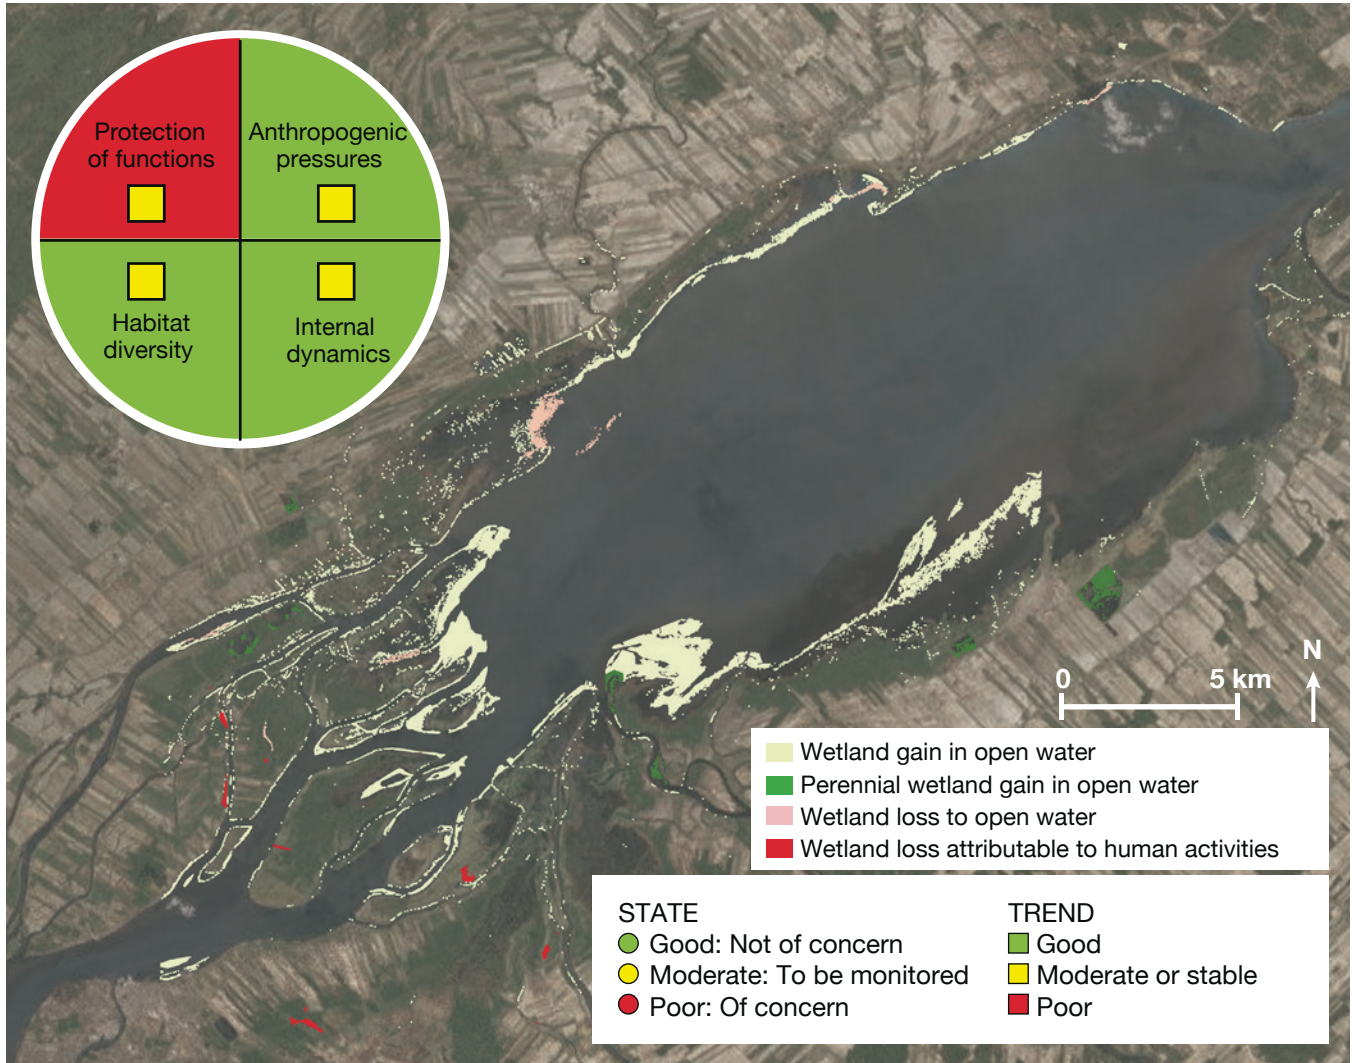 Protection
of functions
Anthropogenic
pressures
Habitat
diversity
Internal
dynamics
N
0 5 km
Wetland gain in open water
Perennial wetland gain in open water
Wetland loss to open water
Wetland loss attributable to human activities
STATE
Good: Not of concern
Moderate: To be monitored
Poor: Of concern
TREND
Good
Moderate or stable
Poor